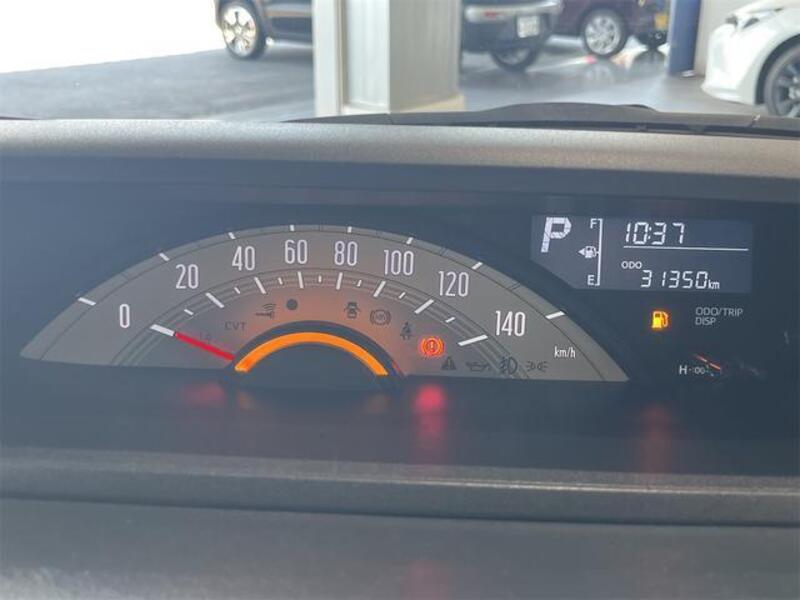 0 20 40 60 80 100 120 140
km/h
CVT
P
F
E
10:37
ODO
31350km
ODO/TRIP
DISP
H